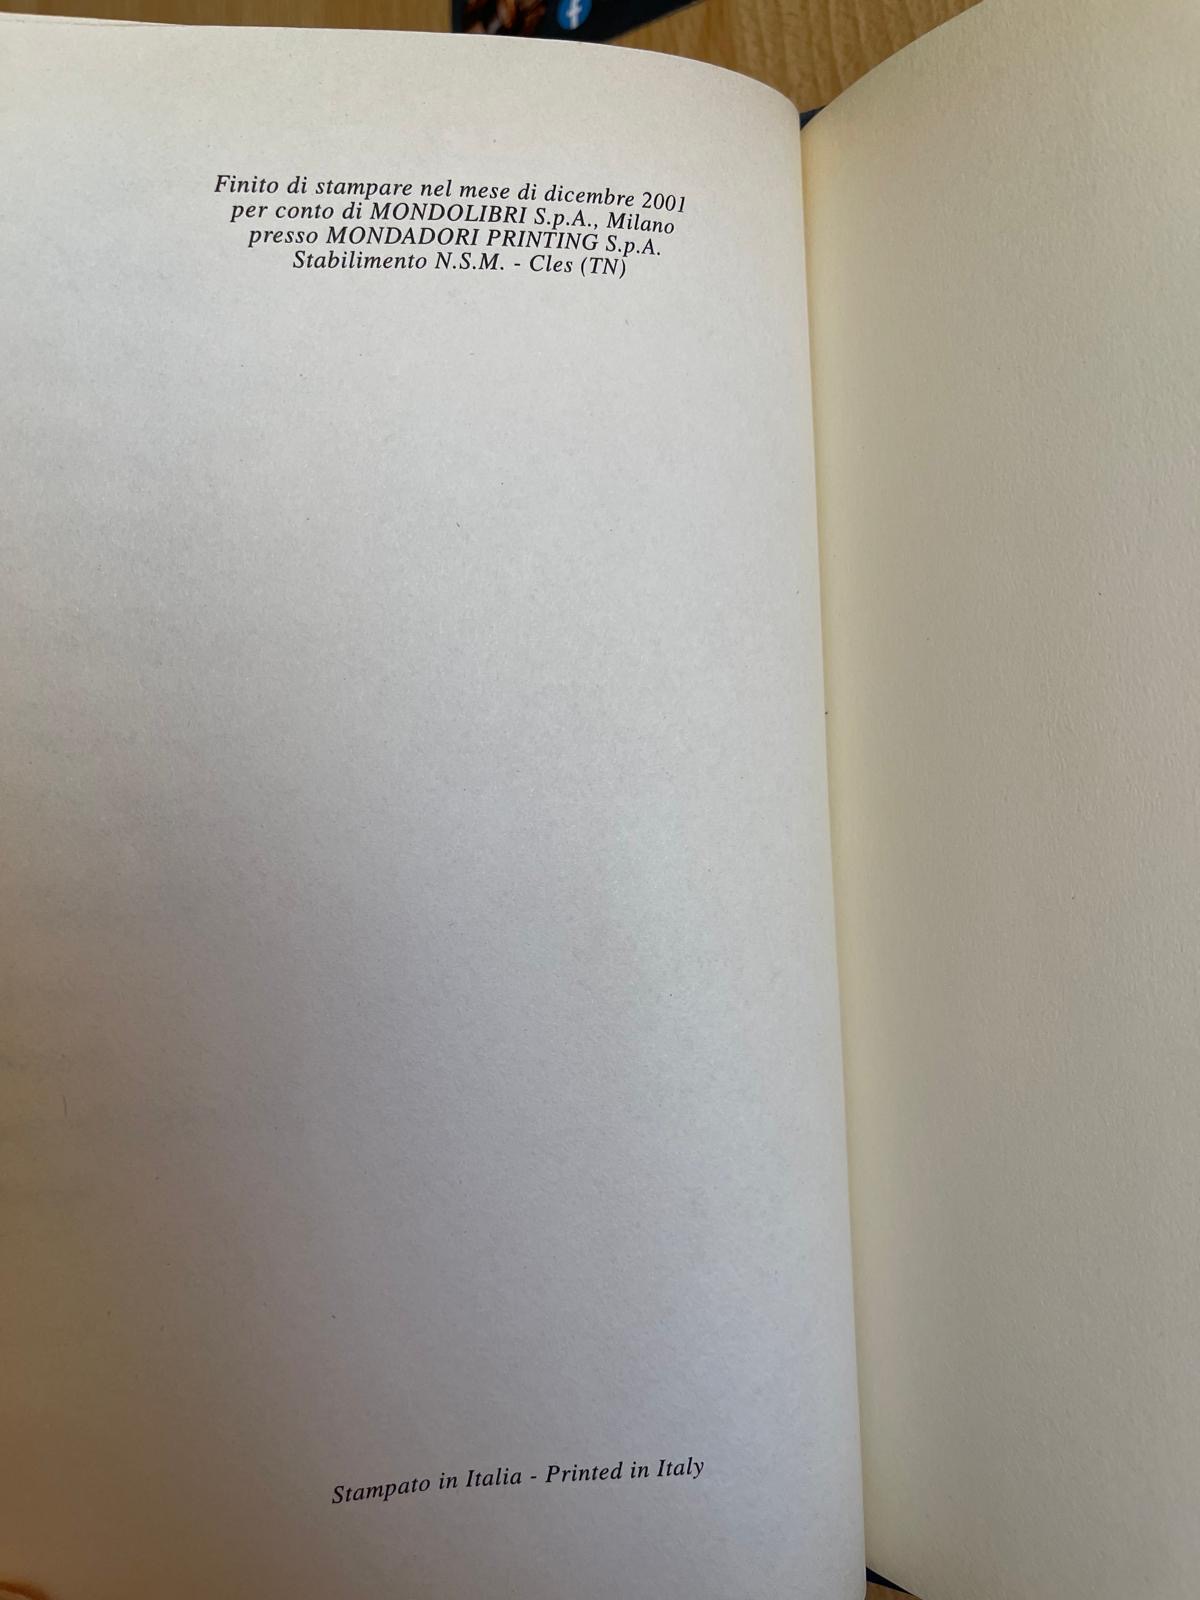 Finito di stampare nel mese di dicembre 2001
per conto di MONDOLIBRI S.p.A., Milano
presso MONDADORI PRINTING S.p.A.
Stabilimento N.S.M. - Cles (TN)
Stampato in Italia - Printed in Italy